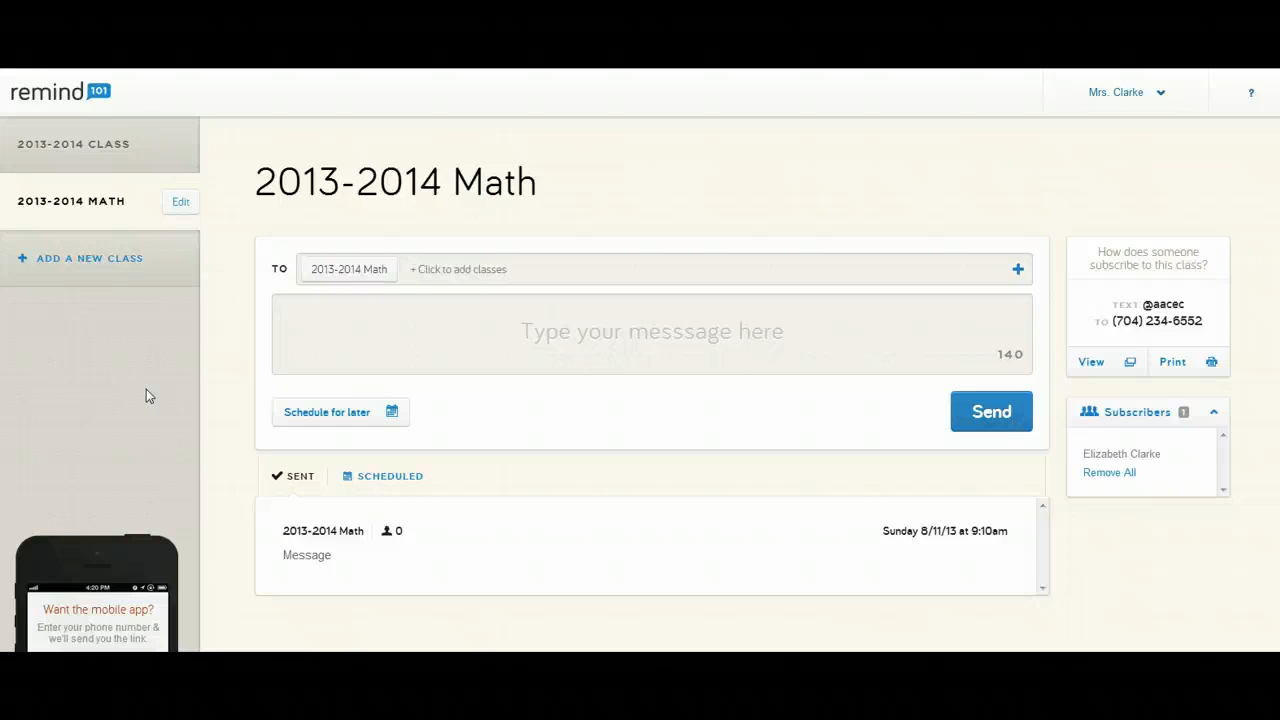 remind 101
Mrs. Clarke
?
2013-2014 CLASS
2013-2014 MATH
Edit
+ ADD A NEW CLASS
2013-2014 Math
TO
2013-2014 Math
+ Click to add classes
+
Type your messsage here
140
Schedule for later
Send
SENT
SCHEDULED
2013-2014 Math
0
Sunday 8/11/13 at 9:10am
Message
How does someone
subscribe to this class?
TEXT @aacec
TO (704) 234-6552
View
Print
Subscribers 1
Elizabeth Clarke
Remove All
4:20 PM
Want the mobile app?
Enter your phone number &
we'll send you the link.